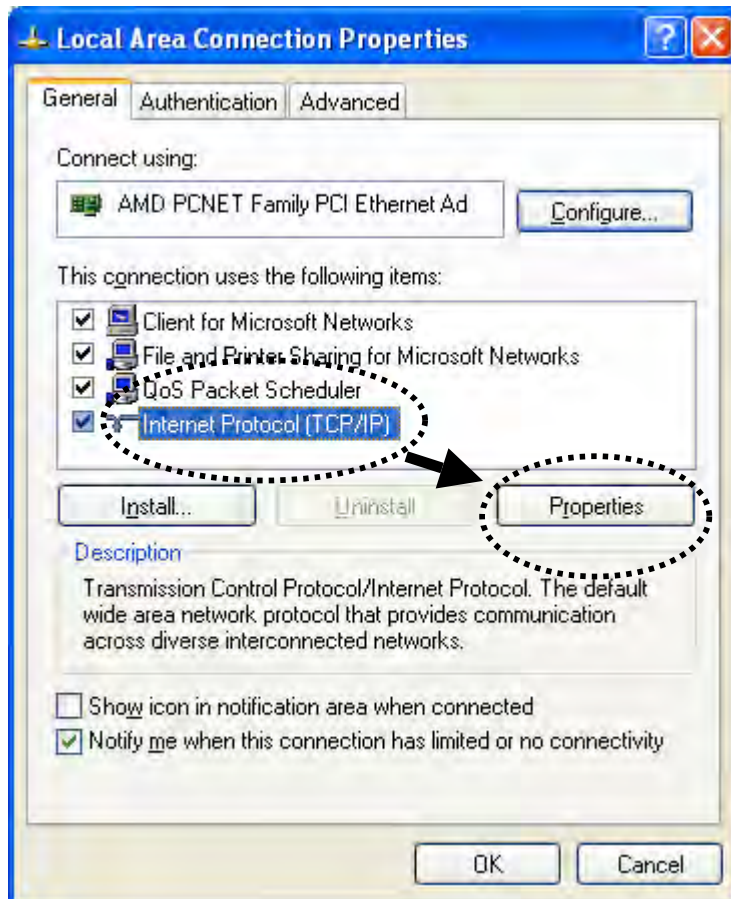 Local Area Connection Properties
General Authentication Advanced
Connect using:
AMD PCNET Family PCI Ethernet Ad
Configure...
This connection uses the following items:
Client for Microsoft Networks
File and Printer Sharing for Microsoft Networks
QoS Packet Scheduler
Internet Protocol (TCP/IP)
Install... Uninstall Properties
Description
Transmission Control Protocol/Internet Protocol. The default
wide area network protocol that provides communication
across diverse interconnected networks.
Show icon in notification area when connected
Notify me when this connection has limited or no connectivity
OK Cancel